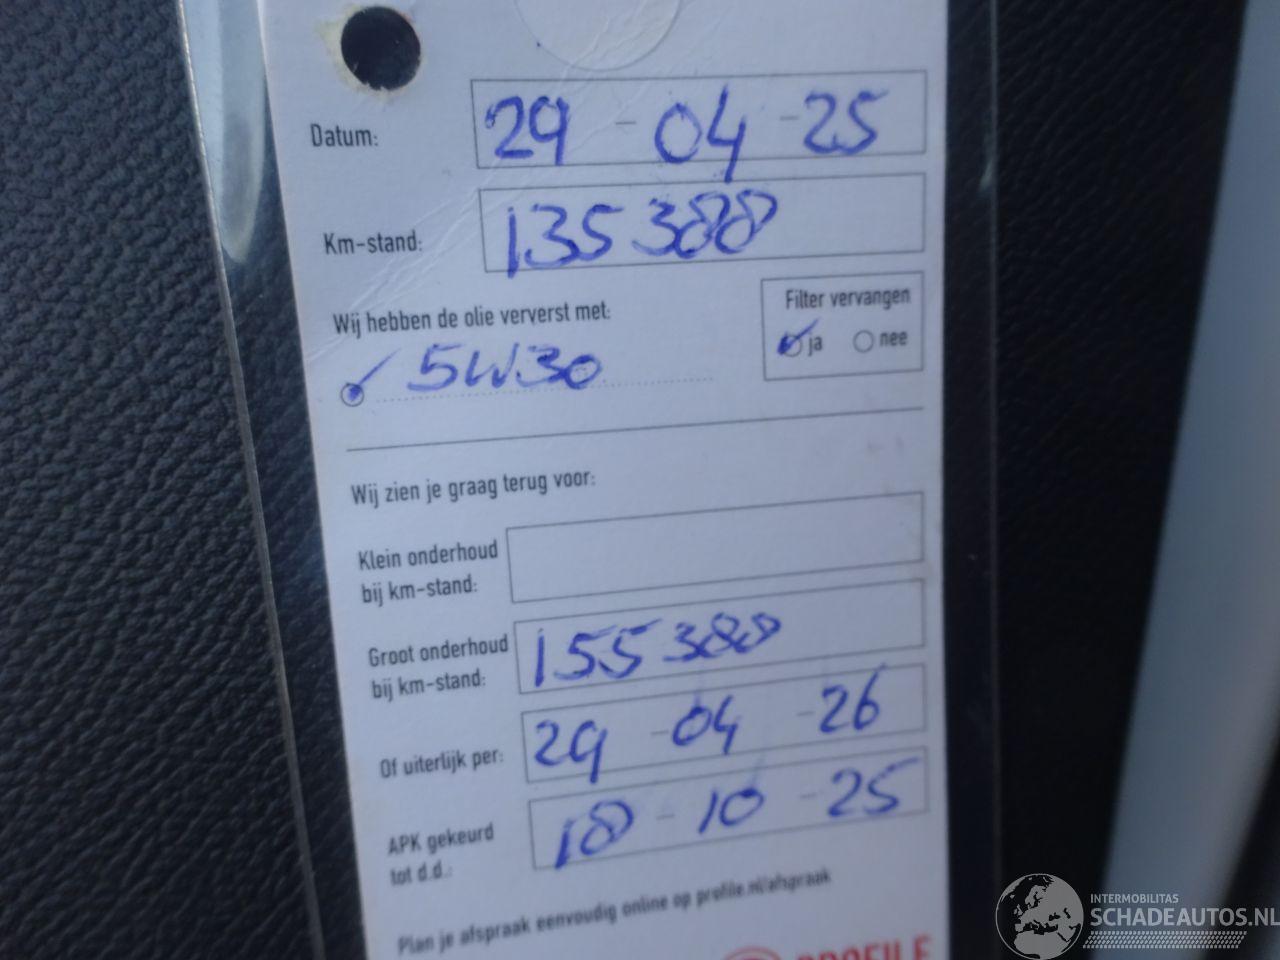 Datum: 29 - 04 - 25
Km-stand: 135388
Wij hebben de olie ververst met:
5W30
Filter vervangen
ja nee
Wij zien je graag terug voor:
Klein onderhoud
bij km-stand:
Groot onderhoud
bij km-stand: 155388
Of uiterlijk per: 29 - 04 - 26
APK gekeurd
tot d.d.: 18 - 10 - 25
Plan je afspraak eenvoudig online op profile.nl/afspraak
PROFILE
INTERMOBILITAS
SCHADEAUTOS.NL